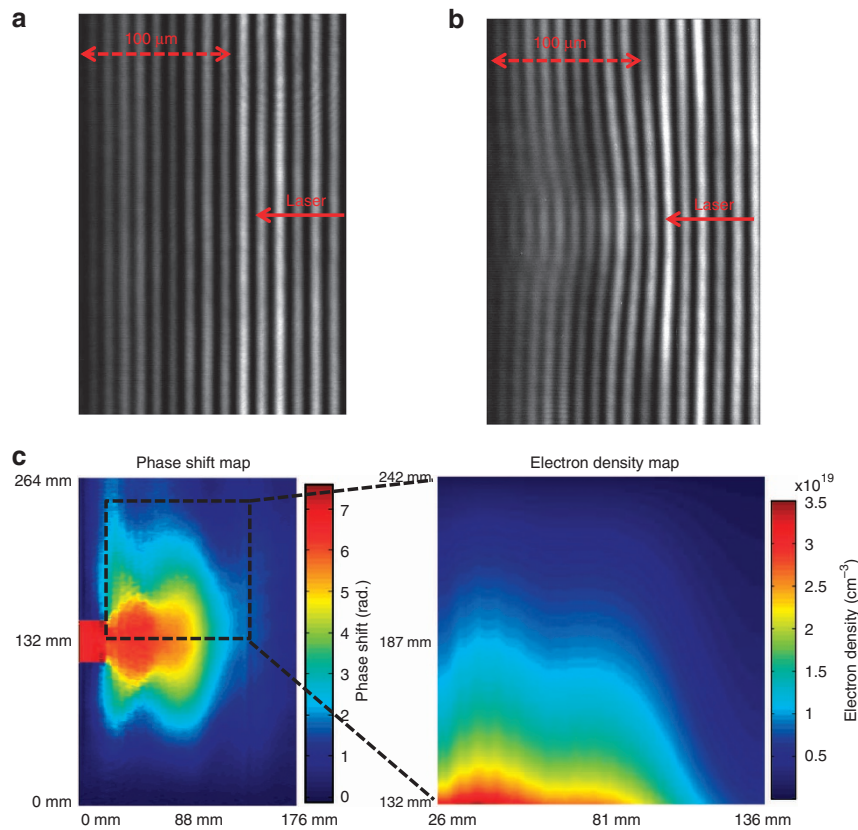 a
100 μm
Laser
b
100 μm
Laser
c
Phase shift map
264 mm
132 mm
0 mm
0 mm 88 mm 176 mm
7
6
5
4
3
2
1
0
Phase shift (rad.)
Electron density map
242 mm
187 mm
132 mm
26 mm 81 mm 136 mm
x10¹⁹
3.5
3
2.5
2
1.5
1
0.5
Electron density (cm⁻³)